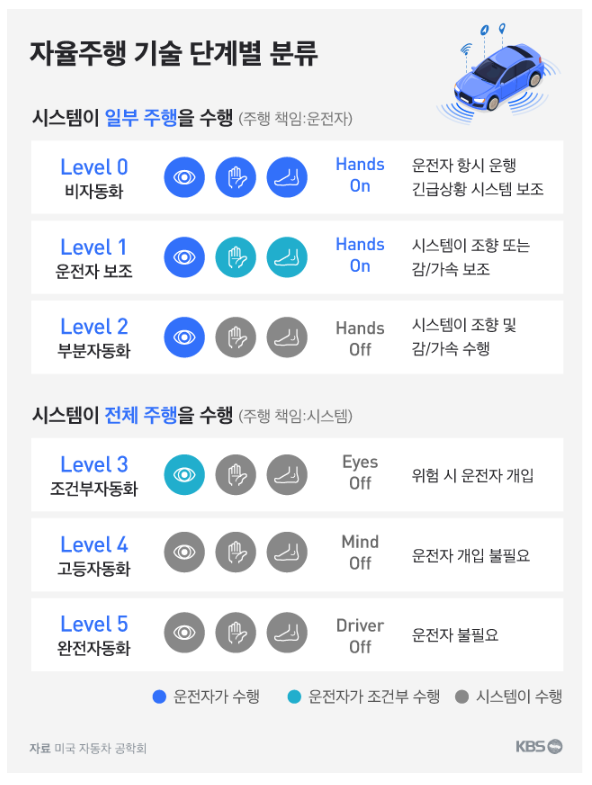 자율주행 기술 단계별 분류
시스템이 일부 주행을 수행 (주행 책임:운전자)
Level 0
비자동화
Hands
On
운전자 항시 운행
긴급상황 시스템 보조
Level 1
운전자 보조
Hands
On
시스템이 조향 또는
감/가속 보조
Level 2
부분자동화
Hands
Off
시스템이 조향 및
감/가속 수행
시스템이 전체 주행을 수행 (주행 책임:시스템)
Level 3
조건부자동화
Eyes
Off
위험 시 운전자 개입
Level 4
고등자동화
Mind
Off
운전자 개입 불필요
Level 5
완전자동화
Driver
Off
운전자 불필요
운전자가 수행
운전자가 조건부 수행
시스템이 수행
자료 미국 자동차 공학회
KBS